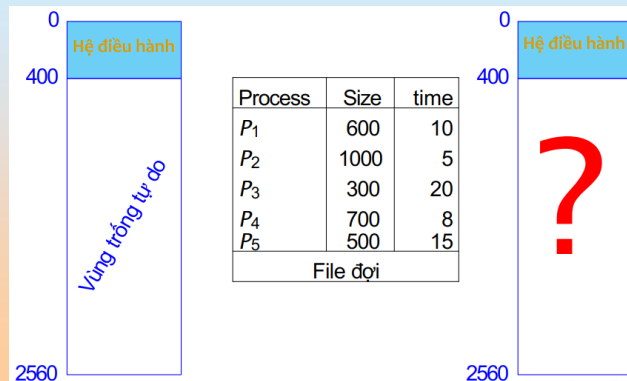 0
Hệ điều hành
400
Vùng trống tự do
2560
Process Size time
P1 600 10
P2 1000 5
P3 300 20
P4 700 8
P5 500 15
File đợi
0
Hệ điều hành
400
?
2560